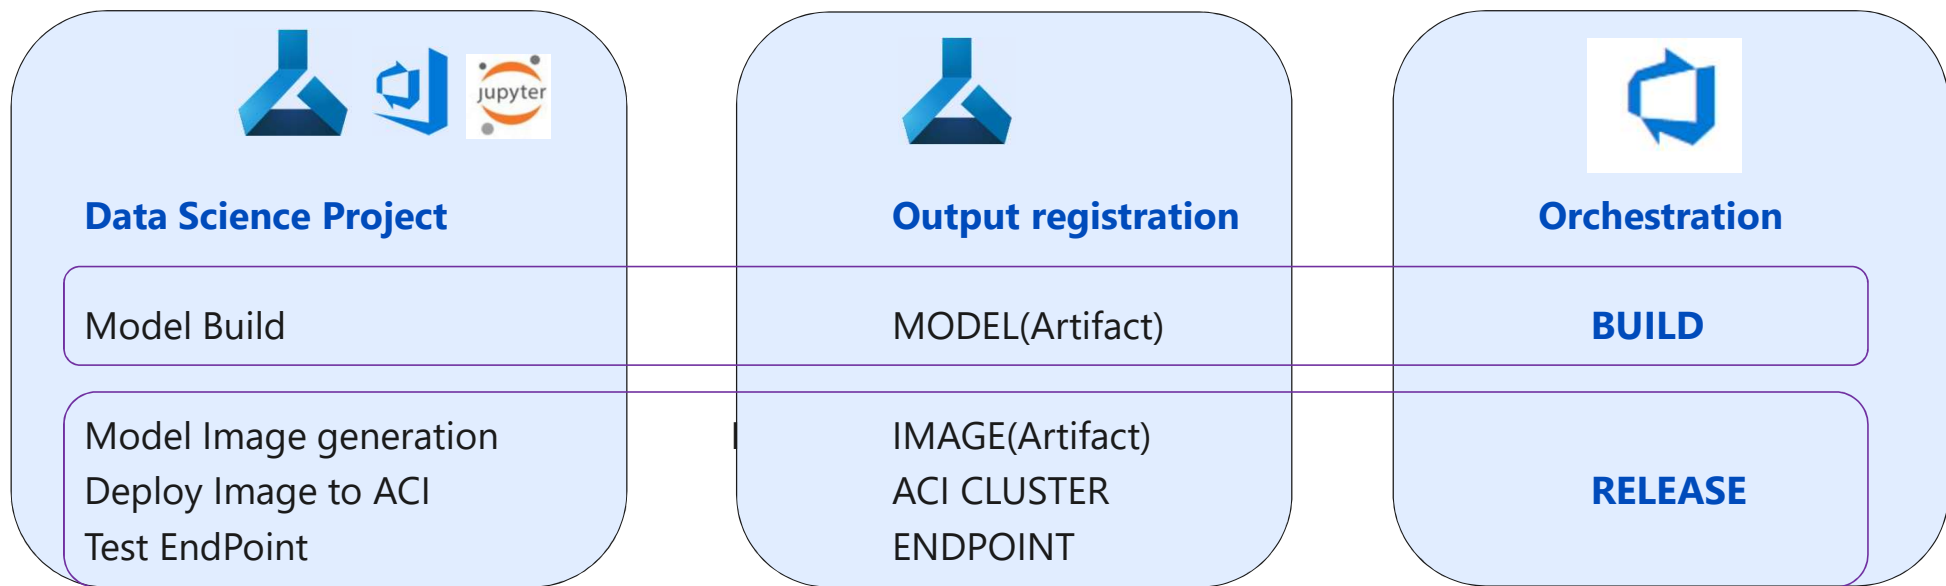 jupyter
Data Science Project
Output registration
Orchestration
Model Build
MODEL(Artifact)
BUILD
Model Image generation
IMAGE(Artifact)
Deploy Image to ACI
ACI CLUSTER
RELEASE
Test EndPoint
ENDPOINT